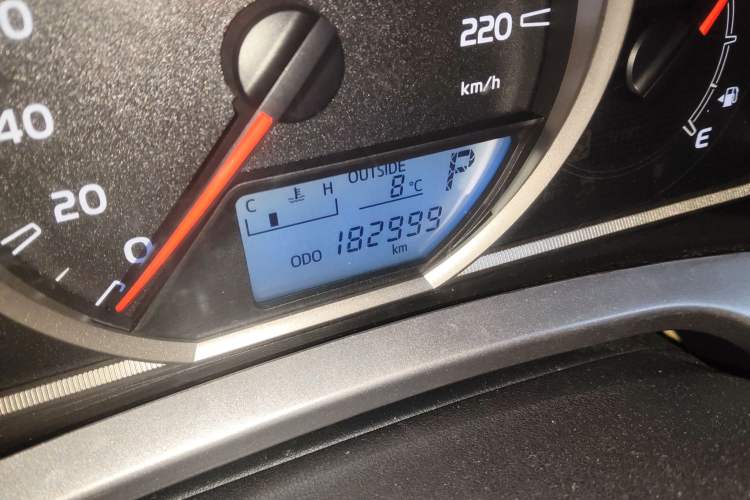 220
km/h
40
20
0
E
OUTSIDE
C H 8 °C
P
ODO 182999 km